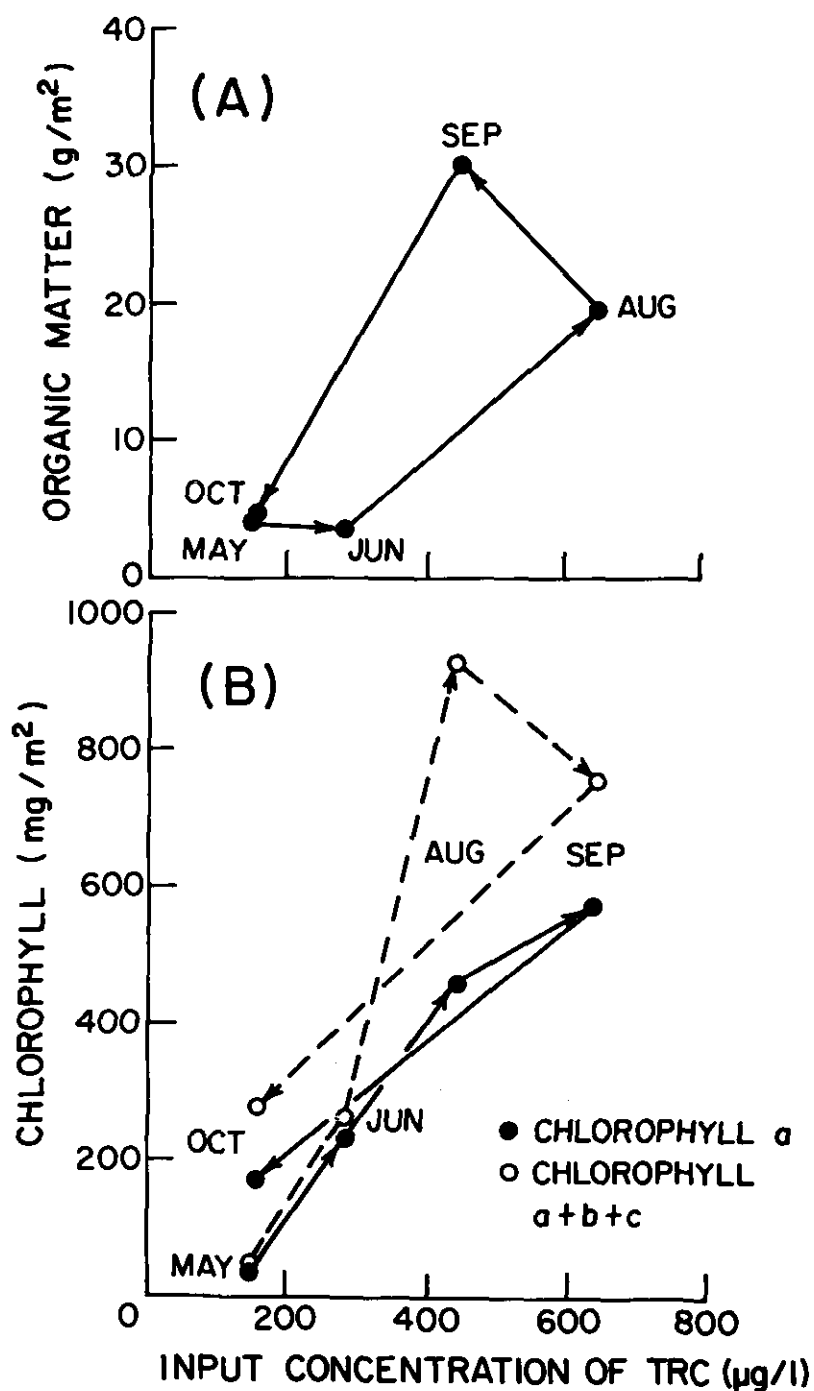 40
(A)
SEP
30
ORGANIC MATTER (g/m²)
20
AUG
10
OCT
MAY
JUN
0
1000
(B)
800
CHLOROPHYLL (mg/m²)
AUG
SEP
600
400
JUN
OCT
● CHLOROPHYLL a
○ CHLOROPHYLL
a+b+c
200
MAY
0
200
400
600
800
INPUT CONCENTRATION OF TRC (µg/l)